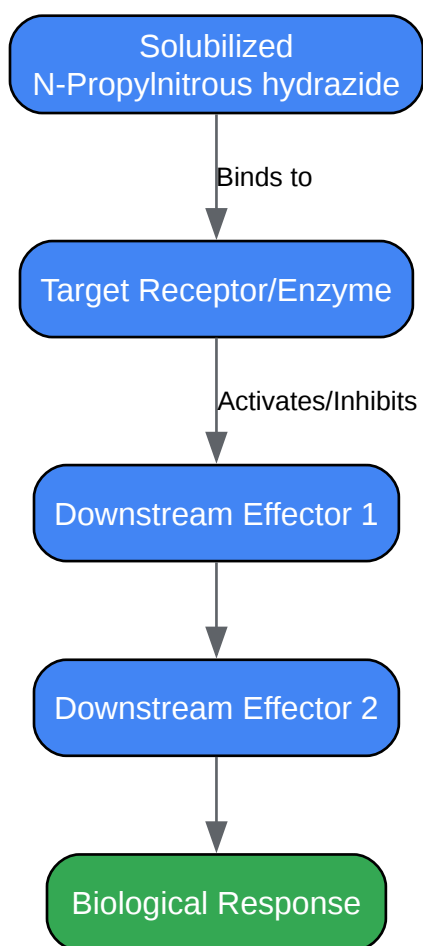 Solubilized
N-Propylnitrous hydrazide
Binds to
Target Receptor/Enzyme
Activates/Inhibits
Downstream Effector 1
Downstream Effector 2
Biological Response